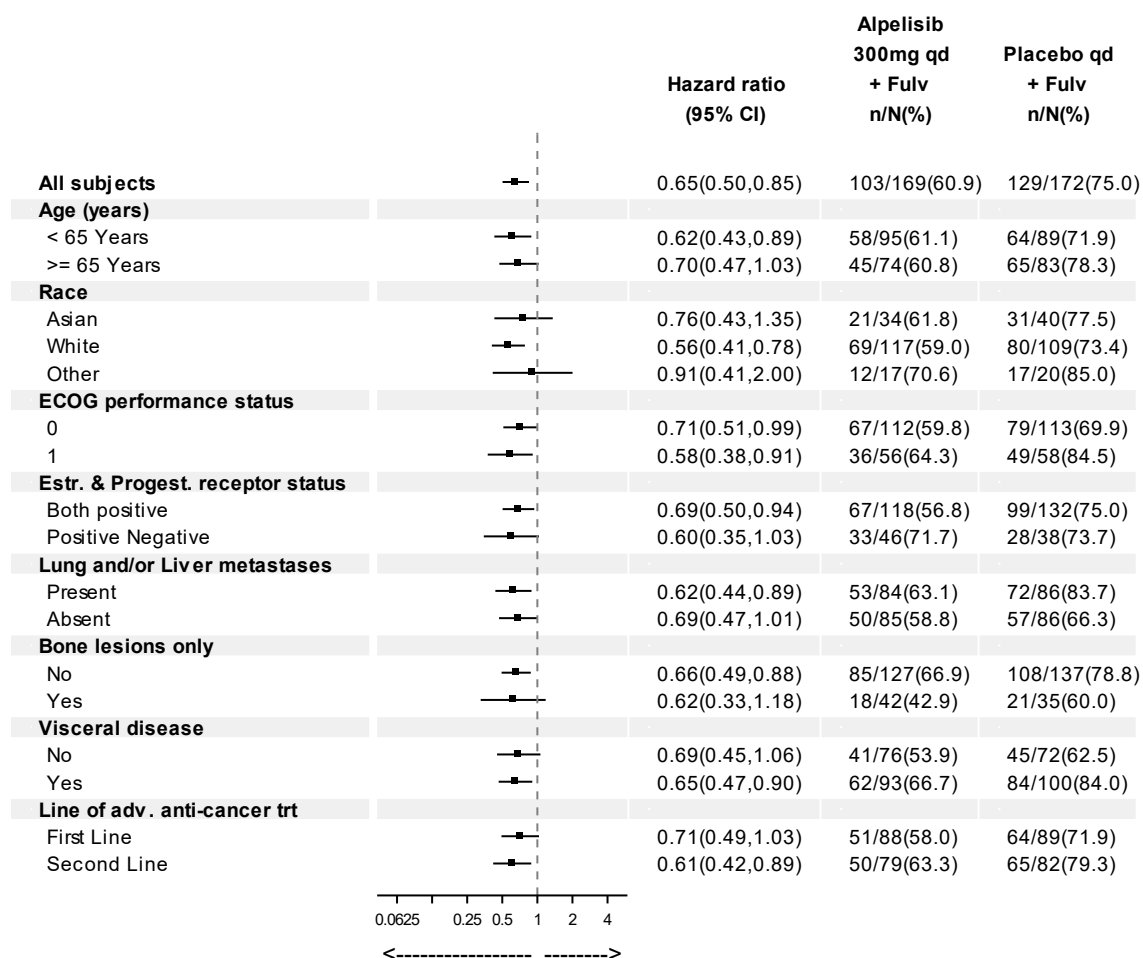 Alpelisib
300mg qd Placebo qd
Hazard ratio + Fulv + Fulv
(95% CI) n/N(%) n/N(%)
All subjects 0.65(0.50,0.85) 103/169(60.9) 129/172(75.0)
Age (years)
< 65 Years 0.62(0.43,0.89) 58/95(61.1) 64/89(71.9)
>= 65 Years 0.70(0.47,1.03) 45/74(60.8) 65/83(78.3)
Race
Asian 0.76(0.43,1.35) 21/34(61.8) 31/40(77.5)
White 0.56(0.41,0.78) 69/117(59.0) 80/109(73.4)
Other 0.91(0.41,2.00) 12/17(70.6) 17/20(85.0)
ECOG performance status
0 0.71(0.51,0.99) 67/112(59.8) 79/113(69.9)
1 0.58(0.38,0.91) 36/56(64.3) 49/58(84.5)
Estr. & Progest. receptor status
Both positive 0.69(0.50,0.94) 67/118(56.8) 99/132(75.0)
Positive Negative 0.60(0.35,1.03) 33/46(71.7) 28/38(73.7)
Lung and/or Liver metastases
Present 0.62(0.44,0.89) 53/84(63.1) 72/86(83.7)
Absent 0.69(0.47,1.01) 50/85(58.8) 57/86(66.3)
Bone lesions only
No 0.66(0.49,0.88) 85/127(66.9) 108/137(78.8)
Yes 0.62(0.33,1.18) 18/42(42.9) 21/35(60.0)
Visceral disease
No 0.69(0.45,1.06) 41/76(53.9) 45/72(62.5)
Yes 0.65(0.47,0.90) 62/93(66.7) 84/100(84.0)
Line of adv. anti-cancer trt
First Line 0.71(0.49,1.03) 51/88(58.0) 64/89(71.9)
Second Line 0.61(0.42,0.89) 50/79(63.3) 65/82(79.3)
0.0625 0.25 0.5 1 2 4
<----------------- -------->